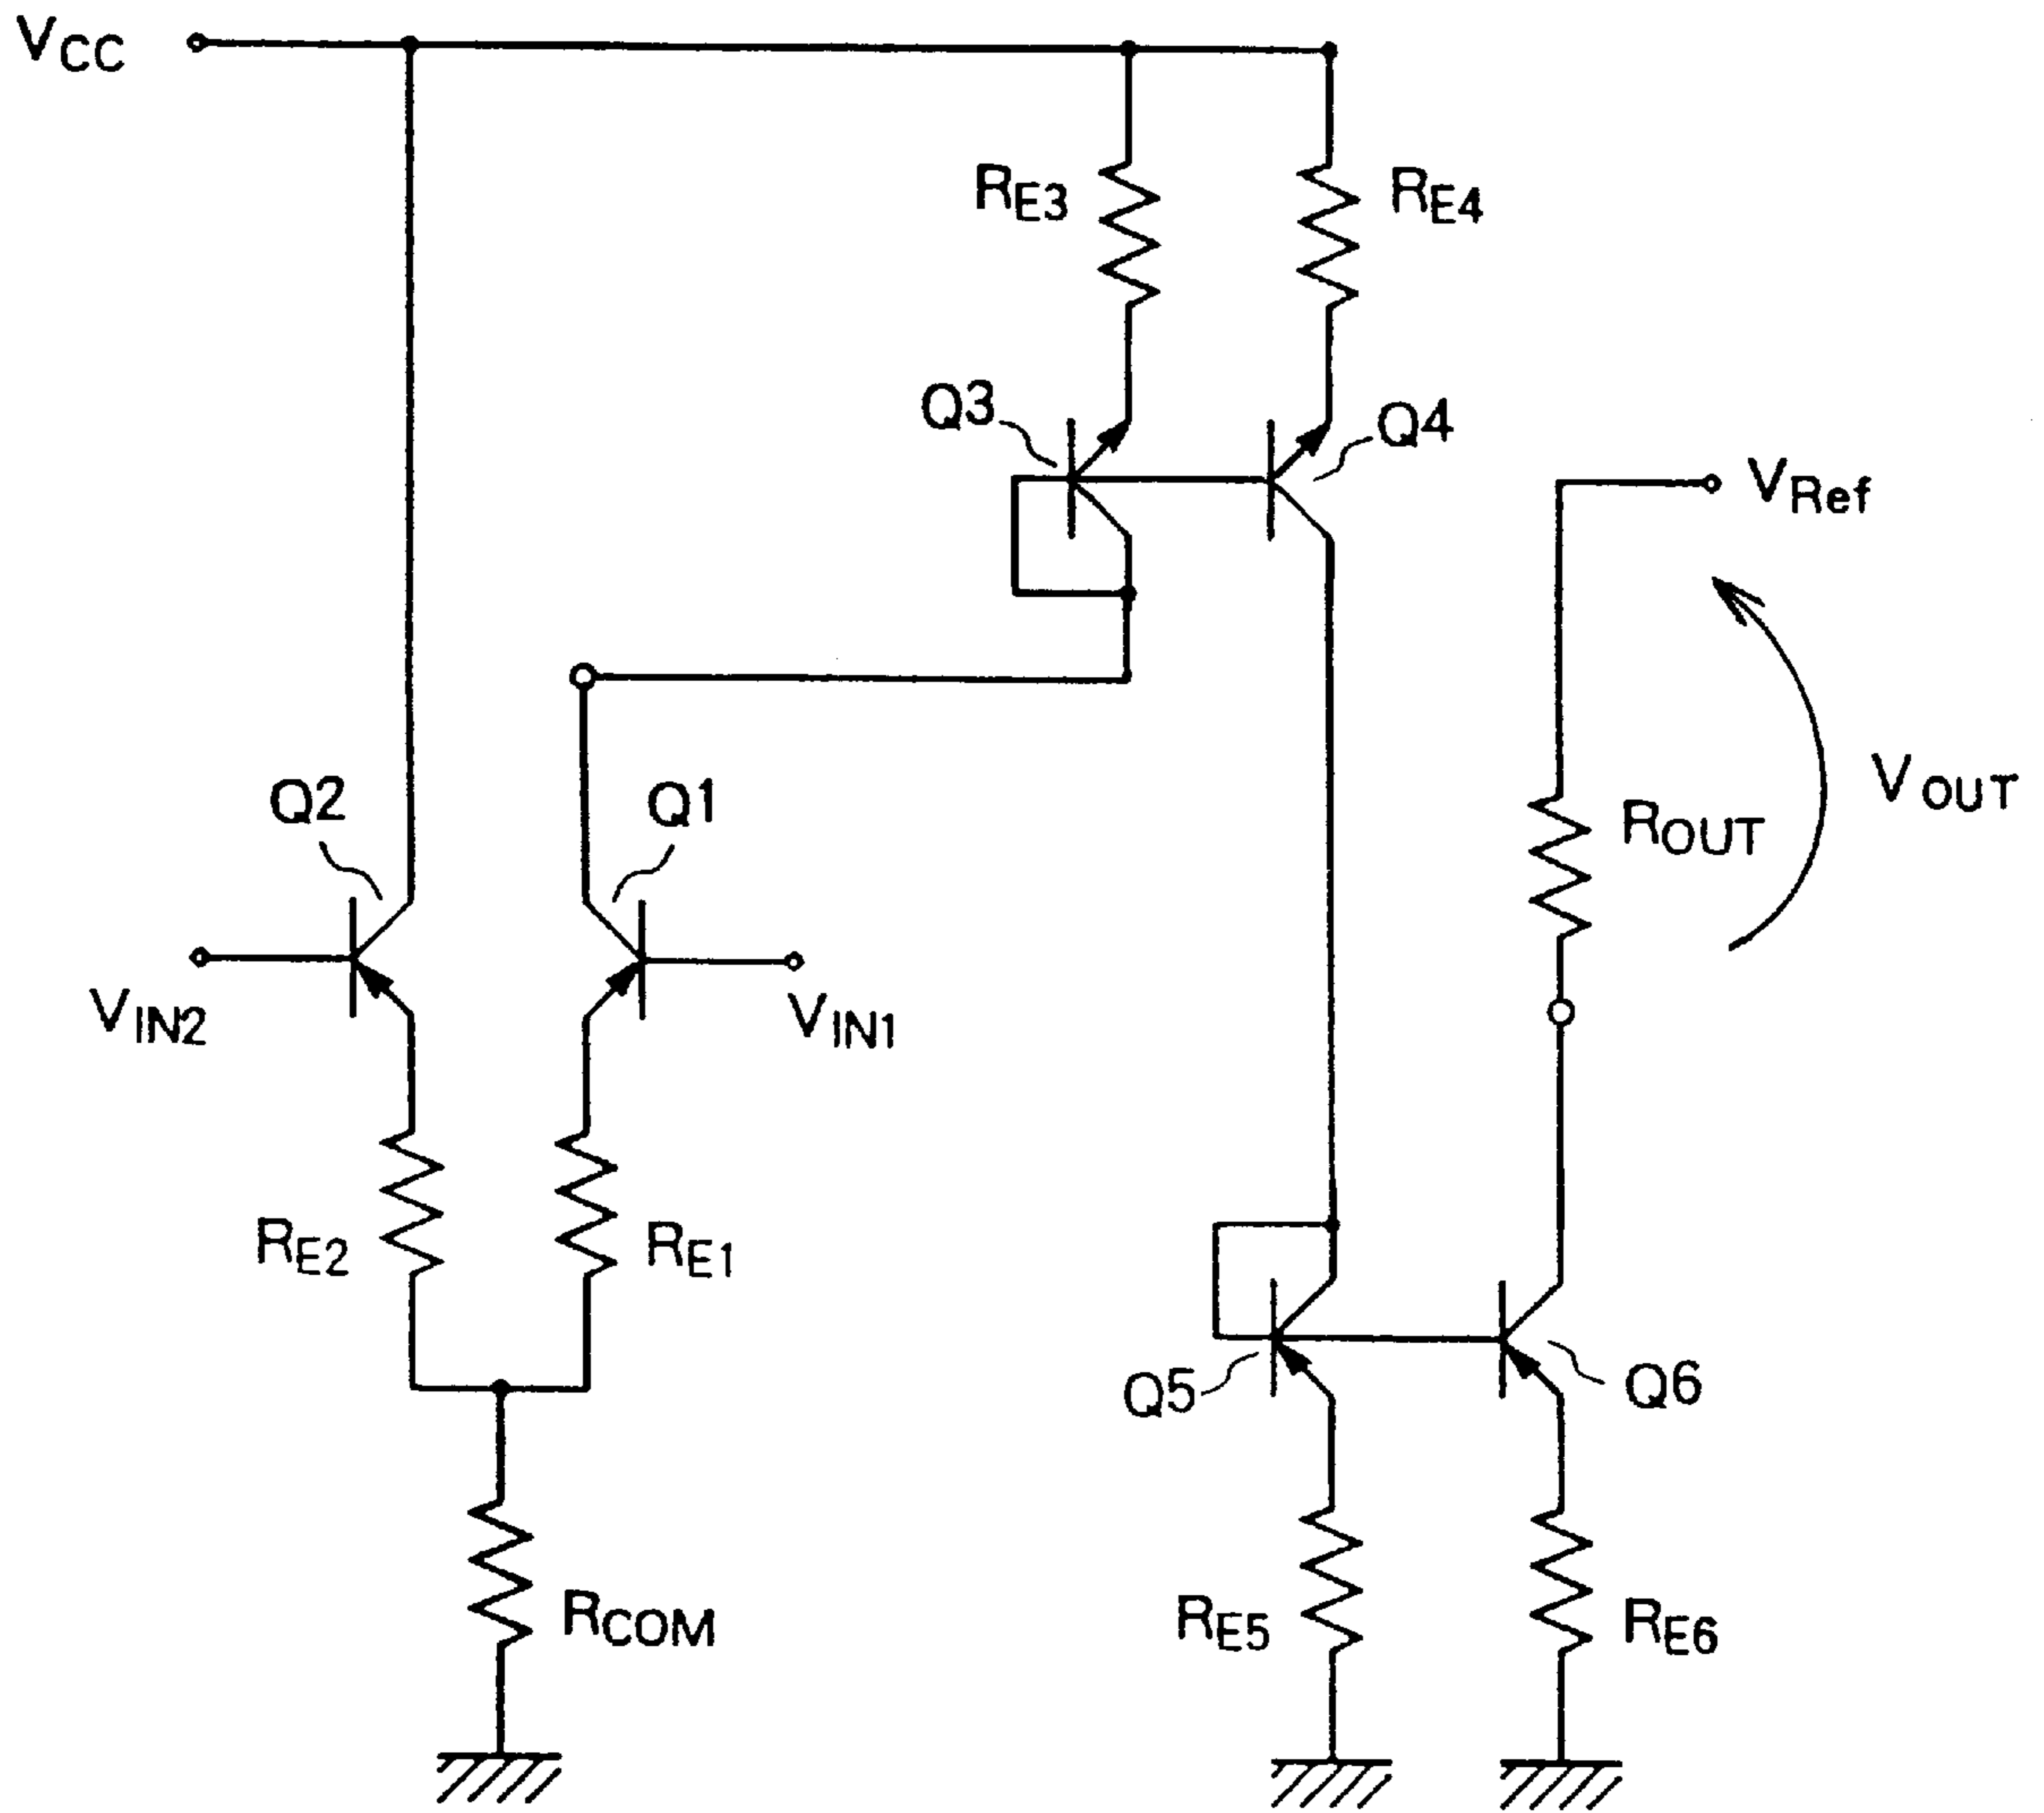 VCC
RE3
RE4
Q3
Q4
VRef
Q2
Q1
ROUT
VOUT
VIN2
VIN1
RE2
RE1
Q5
Q6
RCOM
RE5
RE6